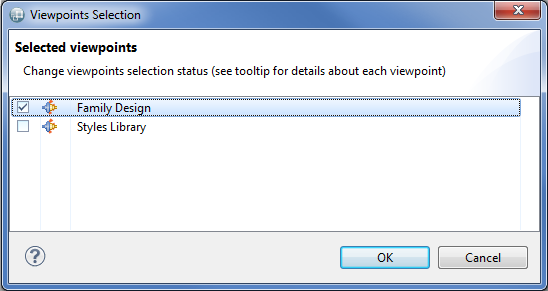 Viewpoints Selection
Selected viewpoints
Change viewpoints selection status (see tooltip for details about each viewpoint)
Family Design
Styles Library
?
OK
Cancel